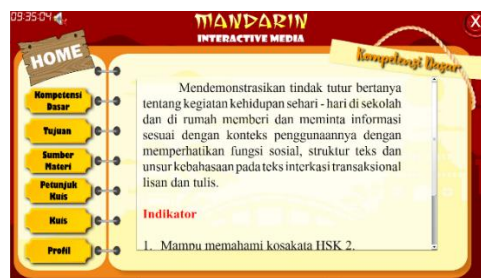 09:35:04
MANDARIN
INTERACTIVE MEDIA
X
HOME
Kompetensi Dasar
Kompetensi
Dasar
Tujuan
Sumber
Materi
Petunjuk
Kuis
Kuis
Profil
Mendemonstrasikan tindak tutur bertanya
tentang kegiatan kehidupan sehari - hari di sekolah
dan di rumah memberi dan meminta informasi
sesuai dengan konteks penggunaannya dengan
memperhatikan fungsi sosial, struktur teks dan
unsur kebahasaan pada teks interkasi transaksional
lisan dan tulis.
Indikator
1. Mampu memahami kosakata HSK 2.